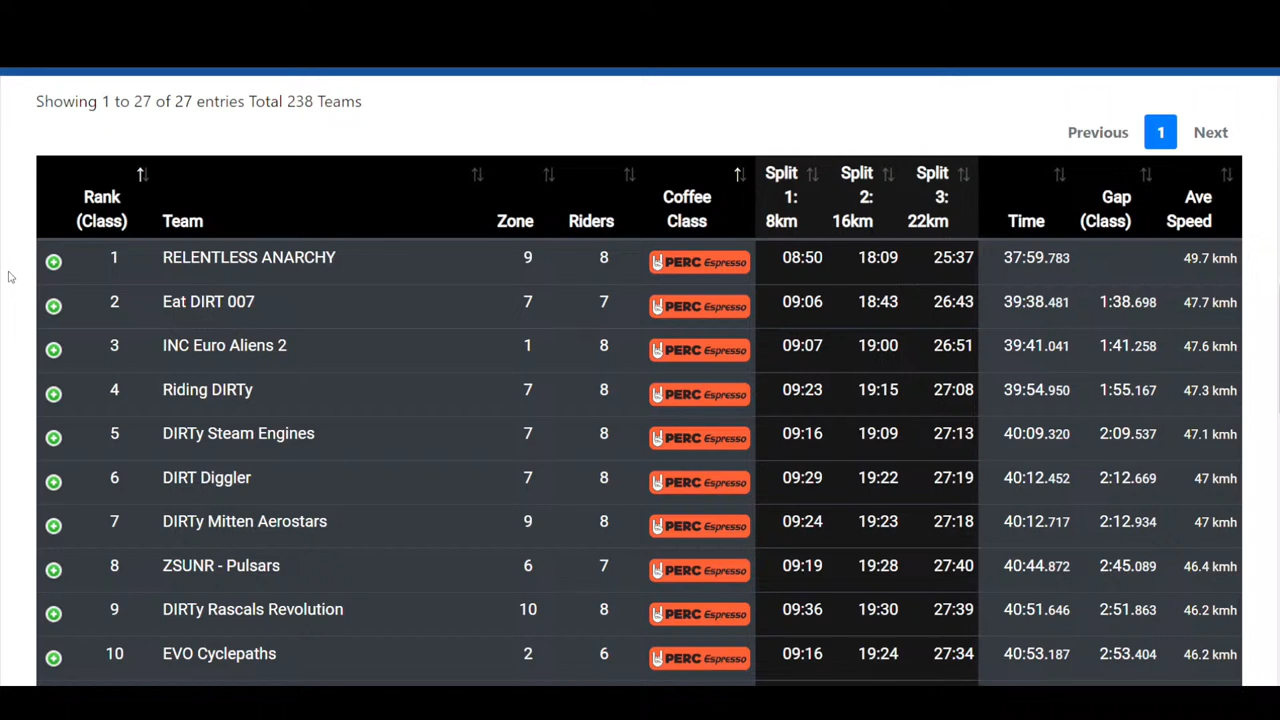 Showing 1 to 27 of 27 entries Total 238 Teams
Previous 1 Next
Rank (Class) Team Zone Riders Coffee Class Split 1: 8km Split 2: 16km Split 3: 22km Time Gap (Class) Ave Speed
1 RELENTLESS ANARCHY 9 8 PERC Espresso 08:50 18:09 25:37 37:59.783 49.7 kmh
2 Eat DIRT 007 7 7 PERC Espresso 09:06 18:43 26:43 39:38.481 1:38.698 47.7 kmh
3 INC Euro Aliens 2 1 8 PERC Espresso 09:07 19:00 26:51 39:41.041 1:41.258 47.6 kmh
4 Riding DIRTy 7 8 PERC Espresso 09:23 19:15 27:08 39:54.950 1:55.167 47.3 kmh
5 DIRTy Steam Engines 7 8 PERC Espresso 09:16 19:09 27:13 40:09.320 2:09.537 47.1 kmh
6 DIRT Diggler 7 8 PERC Espresso 09:29 19:22 27:19 40:12.452 2:12.669 47 kmh
7 DIRTy Mitten Aerostars 9 8 PERC Espresso 09:24 19:23 27:18 40:12.717 2:12.934 47 kmh
8 ZSUNR - Pulsars 6 7 PERC Espresso 09:19 19:28 27:40 40:44.872 2:45.089 46.4 kmh
9 DIRTy Rascals Revolution 10 8 PERC Espresso 09:36 19:30 27:39 40:51.646 2:51.863 46.2 kmh
10 EVO Cyclepaths 2 6 PERC Espresso 09:16 19:24 27:34 40:53.187 2:53.404 46.2 kmh